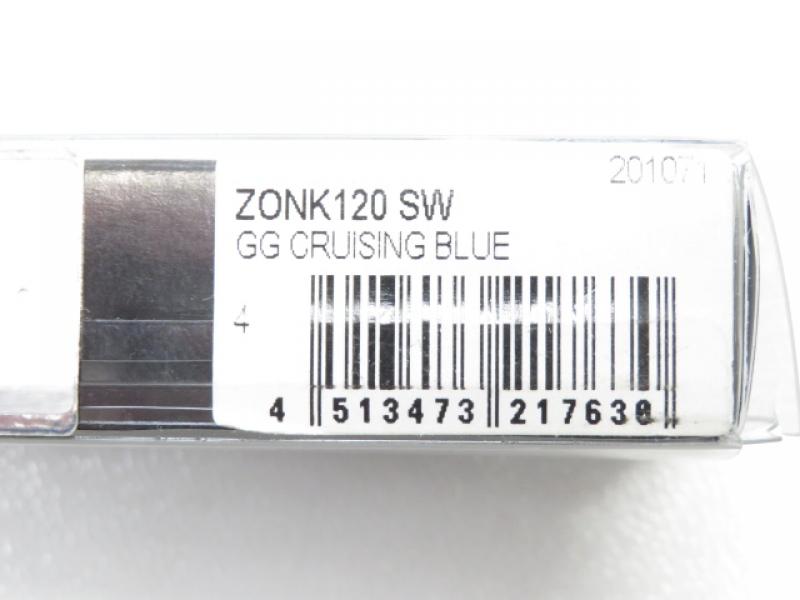 201071
ZONK120 SW
GG CRUISING BLUE
4
4 513473 217630